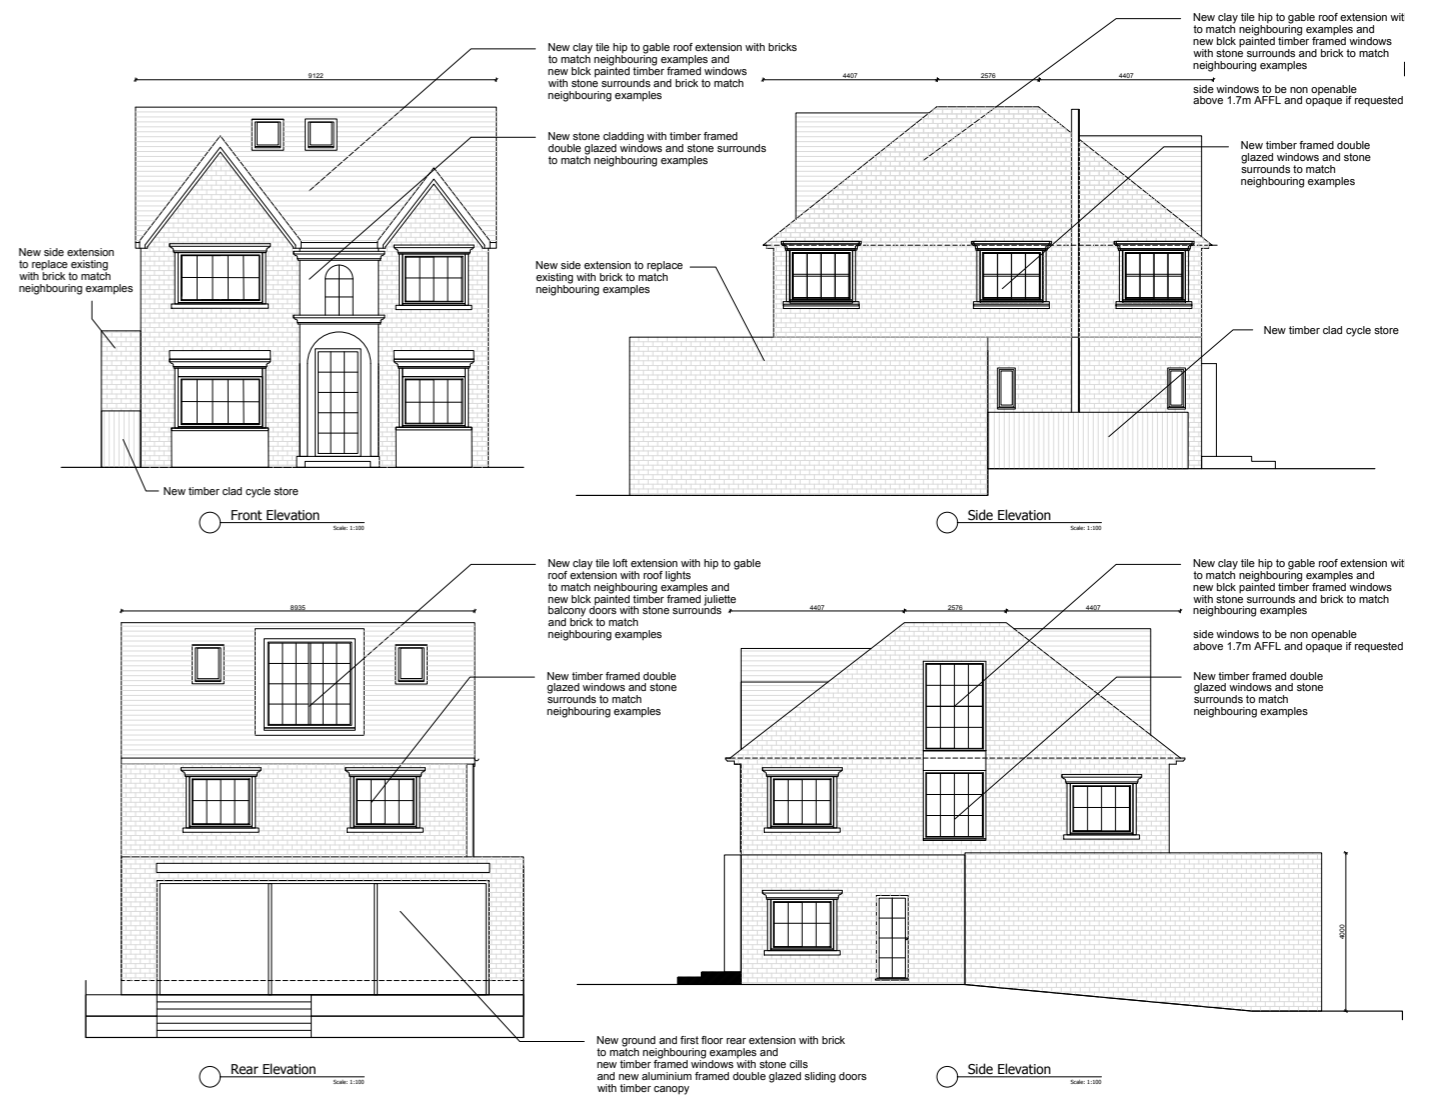 9122
New clay tile hip to gable roof extension with bricks
to match neighbouring examples and
new blck painted timber framed windows
with stone surrounds and brick to match
neighbouring examples
New stone cladding with timber framed
double glazed windows and stone surrounds
to match neighbouring examples
New side extension
to replace existing
with brick to match
neighbouring examples
New timber clad cycle store
Front Elevation
Scale: 1:100
4407
2576
4407
New clay tile hip to gable roof extension wit
to match neighbouring examples and
new blck painted timber framed windows
with stone surrounds and brick to match
neighbouring examples
side windows to be non openable
above 1.7m AFFL and opaque if requested
New timber framed double
glazed windows and stone
surrounds to match
neighbouring examples
New side extension to replace
existing with brick to match
neighbouring examples
New timber clad cycle store
Side Elevation
Scale: 1:100
8935
New clay tile loft extension with hip to gable
roof extension with roof lights
to match neighbouring examples and
new blck painted timber framed juliette
balcony doors with stone surrounds
and brick to match
neighbouring examples
New timber framed double
glazed windows and stone
surrounds to match
neighbouring examples
New ground and first floor rear extension with brick
to match neighbouring examples and
new timber framed windows with stone cills
and new aluminium framed double glazed sliding doors
with timber canopy
Rear Elevation
Scale: 1:100
4407
2576
4407
New clay tile hip to gable roof extension wit
to match neighbouring examples and
new blck painted timber framed windows
with stone surrounds and brick to match
neighbouring examples
side windows to be non openable
above 1.7m AFFL and opaque if requested
New timber framed double
glazed windows and stone
surrounds to match
neighbouring examples
4000
Side Elevation
Scale: 1:100